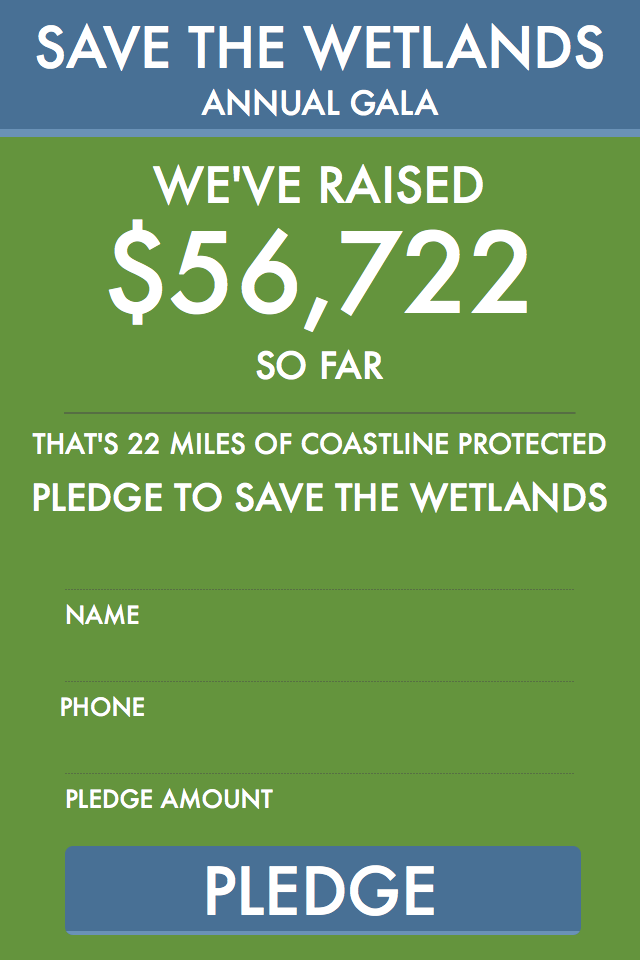 SAVE THE WETLANDS
ANNUAL GALA
WE'VE RAISED
$56,722
SO FAR
THAT'S 22 MILES OF COASTLINE PROTECTED
PLEDGE TO SAVE THE WETLANDS
NAME
PHONE
PLEDGE AMOUNT
PLEDGE